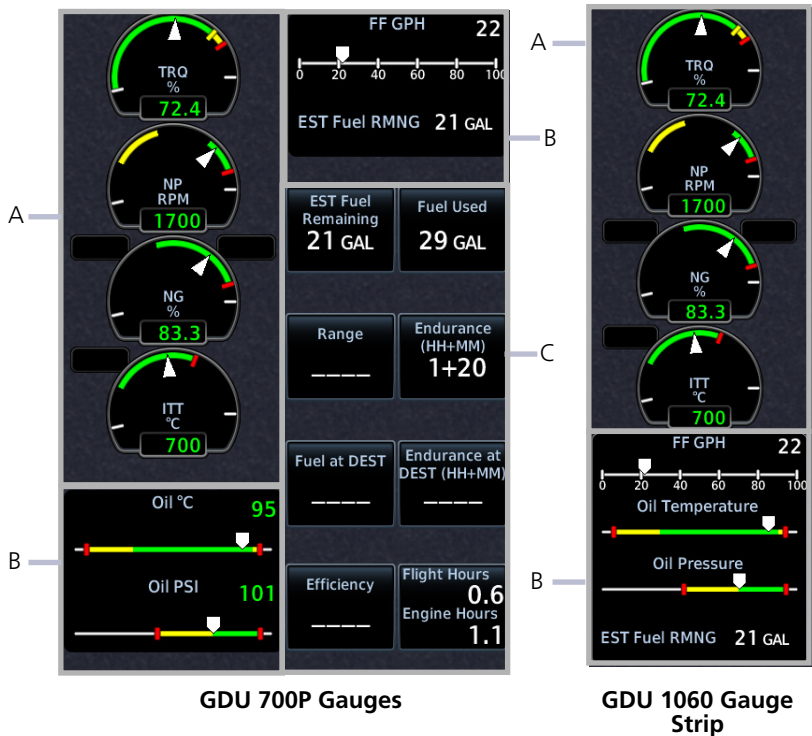 A
TRQ
%
72.4
NP
RPM
1700
NG
%
83.3
ITT
°C
700
B
Oil °C
95
Oil PSI
101
FF GPH
22
0 20 40 60 80 100
EST Fuel RMNG 21 GAL
B
EST Fuel
Remaining
21 GAL
Fuel Used
29 GAL
Range
____
Endurance
(HH+MM)
1+20
C
Fuel at DEST
____
Endurance at
DEST (HH+MM)
____
Efficiency
____
Flight Hours
0.6
Engine Hours
1.1
GDU 700P Gauges
A
TRQ
%
72.4
NP
RPM
1700
NG
%
83.3
ITT
°C
700
B
FF GPH
22
0 20 40 60 80 100
Oil Temperature
Oil Pressure
EST Fuel RMNG 21 GAL
GDU 1060 Gauge
Strip